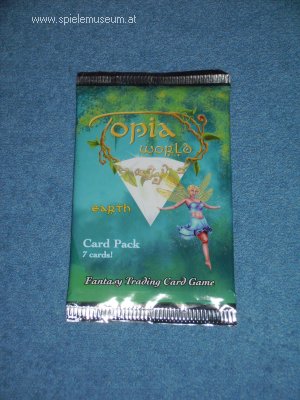 www.spielemuseum.at
Topia
World
Earth
Card Pack
7 cards!
Fantasy Trading Card Game